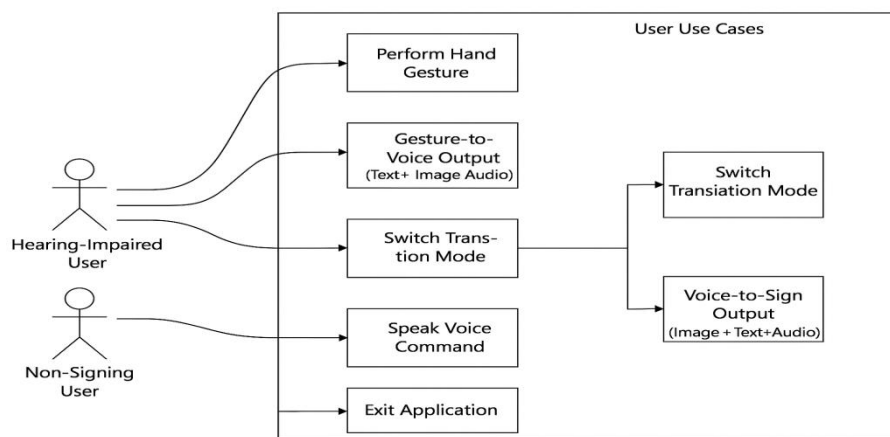 User Use Cases
Perform Hand
Gesture
Gesture-to-
Voice Output
(Text+ Image Audio)
Switch
Transiation Mode
Hearing-Impaired
User
Switch Trans-
tion Mode
Voice-to-Sign
Output
(Image + Text+Audio)
Speak Voice
Command
Non-Signing
User
Exit Application